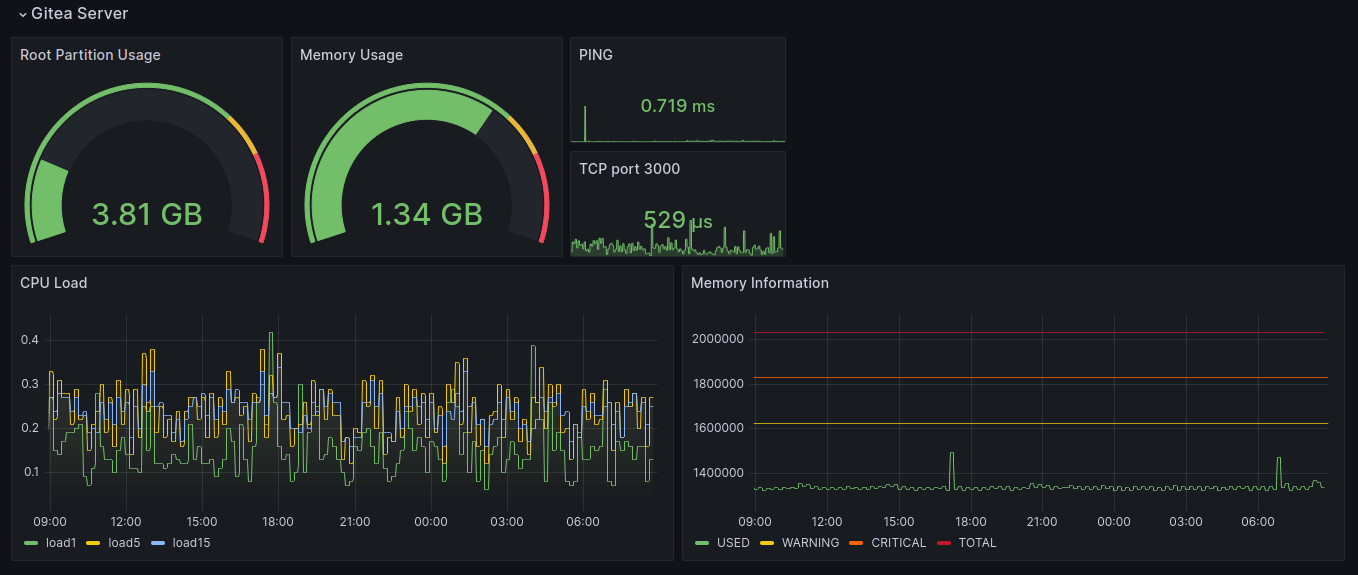 Gitea Server
Root Partition Usage
3.81 GB
Memory Usage
1.34 GB
PING
0.719 ms
TCP port 3000
529 µs
CPU Load
0.4
0.3
0.2
0.1
09:00 12:00 15:00 18:00 21:00 00:00 03:00 06:00
load1 load5 load15
Memory Information
2000000
1800000
1600000
1400000
09:00 12:00 15:00 18:00 21:00 00:00 03:00 06:00
USED WARNING CRITICAL TOTAL